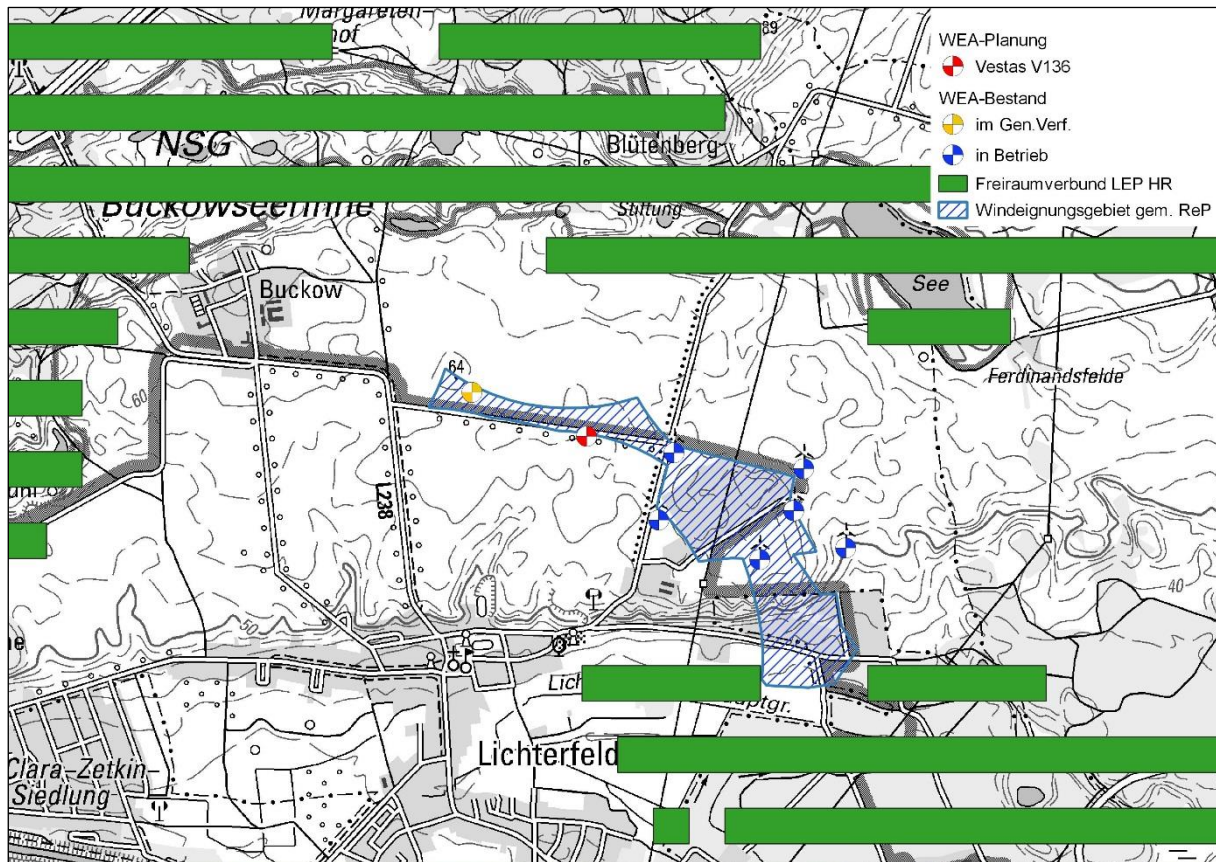 Margareten-
hof
89
WEA-Planung
Vestas V136
WEA-Bestand
im Gen.Verf.
in Betrieb
Freiraumverbund LEP HR
Windeignungsgebiet gem. ReP
NSG
Blütenberg
Buckowseerinne
Stiftung
See
Buckow
64
Ferdinandsfelde
60
L238
50
40
ptgr.
Lichterfeld
Clara-Zetkin-
Siedlung